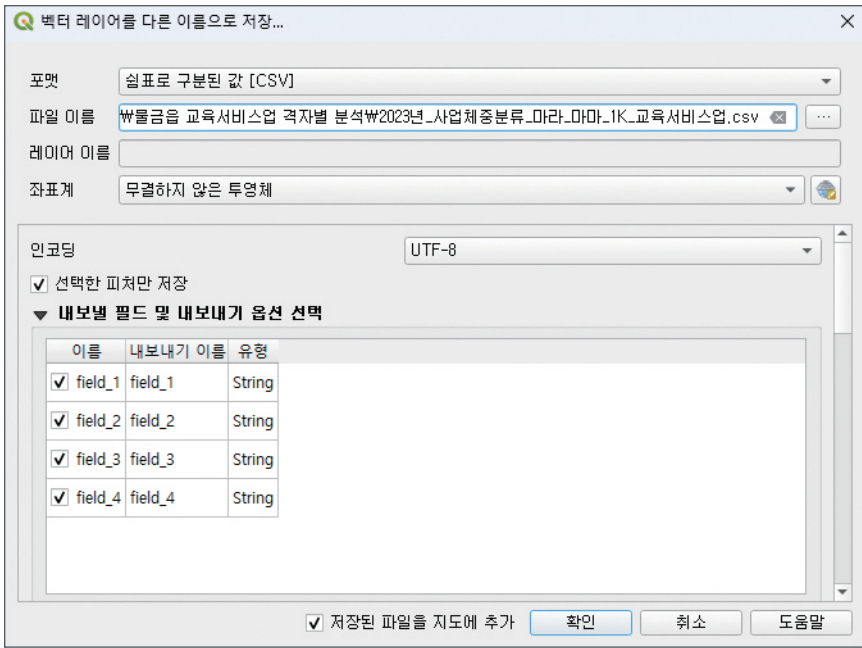 벡터 레이어를 다른 이름으로 저장...
포맷 쉼표로 구분된 값 [CSV]
파일 이름 ₩물금읍 교육서비스업 격자별 분석₩2023년_사업체중분류_마라_마마_1K_교육서비스업.csv ...
레이어 이름
좌표계 무결하지 않은 투영체
인코딩 UTF-8
선택한 피처만 저장
내보낼 필드 및 내보내기 옵션 선택
이름 내보내기 이름 유형
field_1 field_1 String
field_2 field_2 String
field_3 field_3 String
field_4 field_4 String
저장된 파일을 지도에 추가 확인 취소 도움말